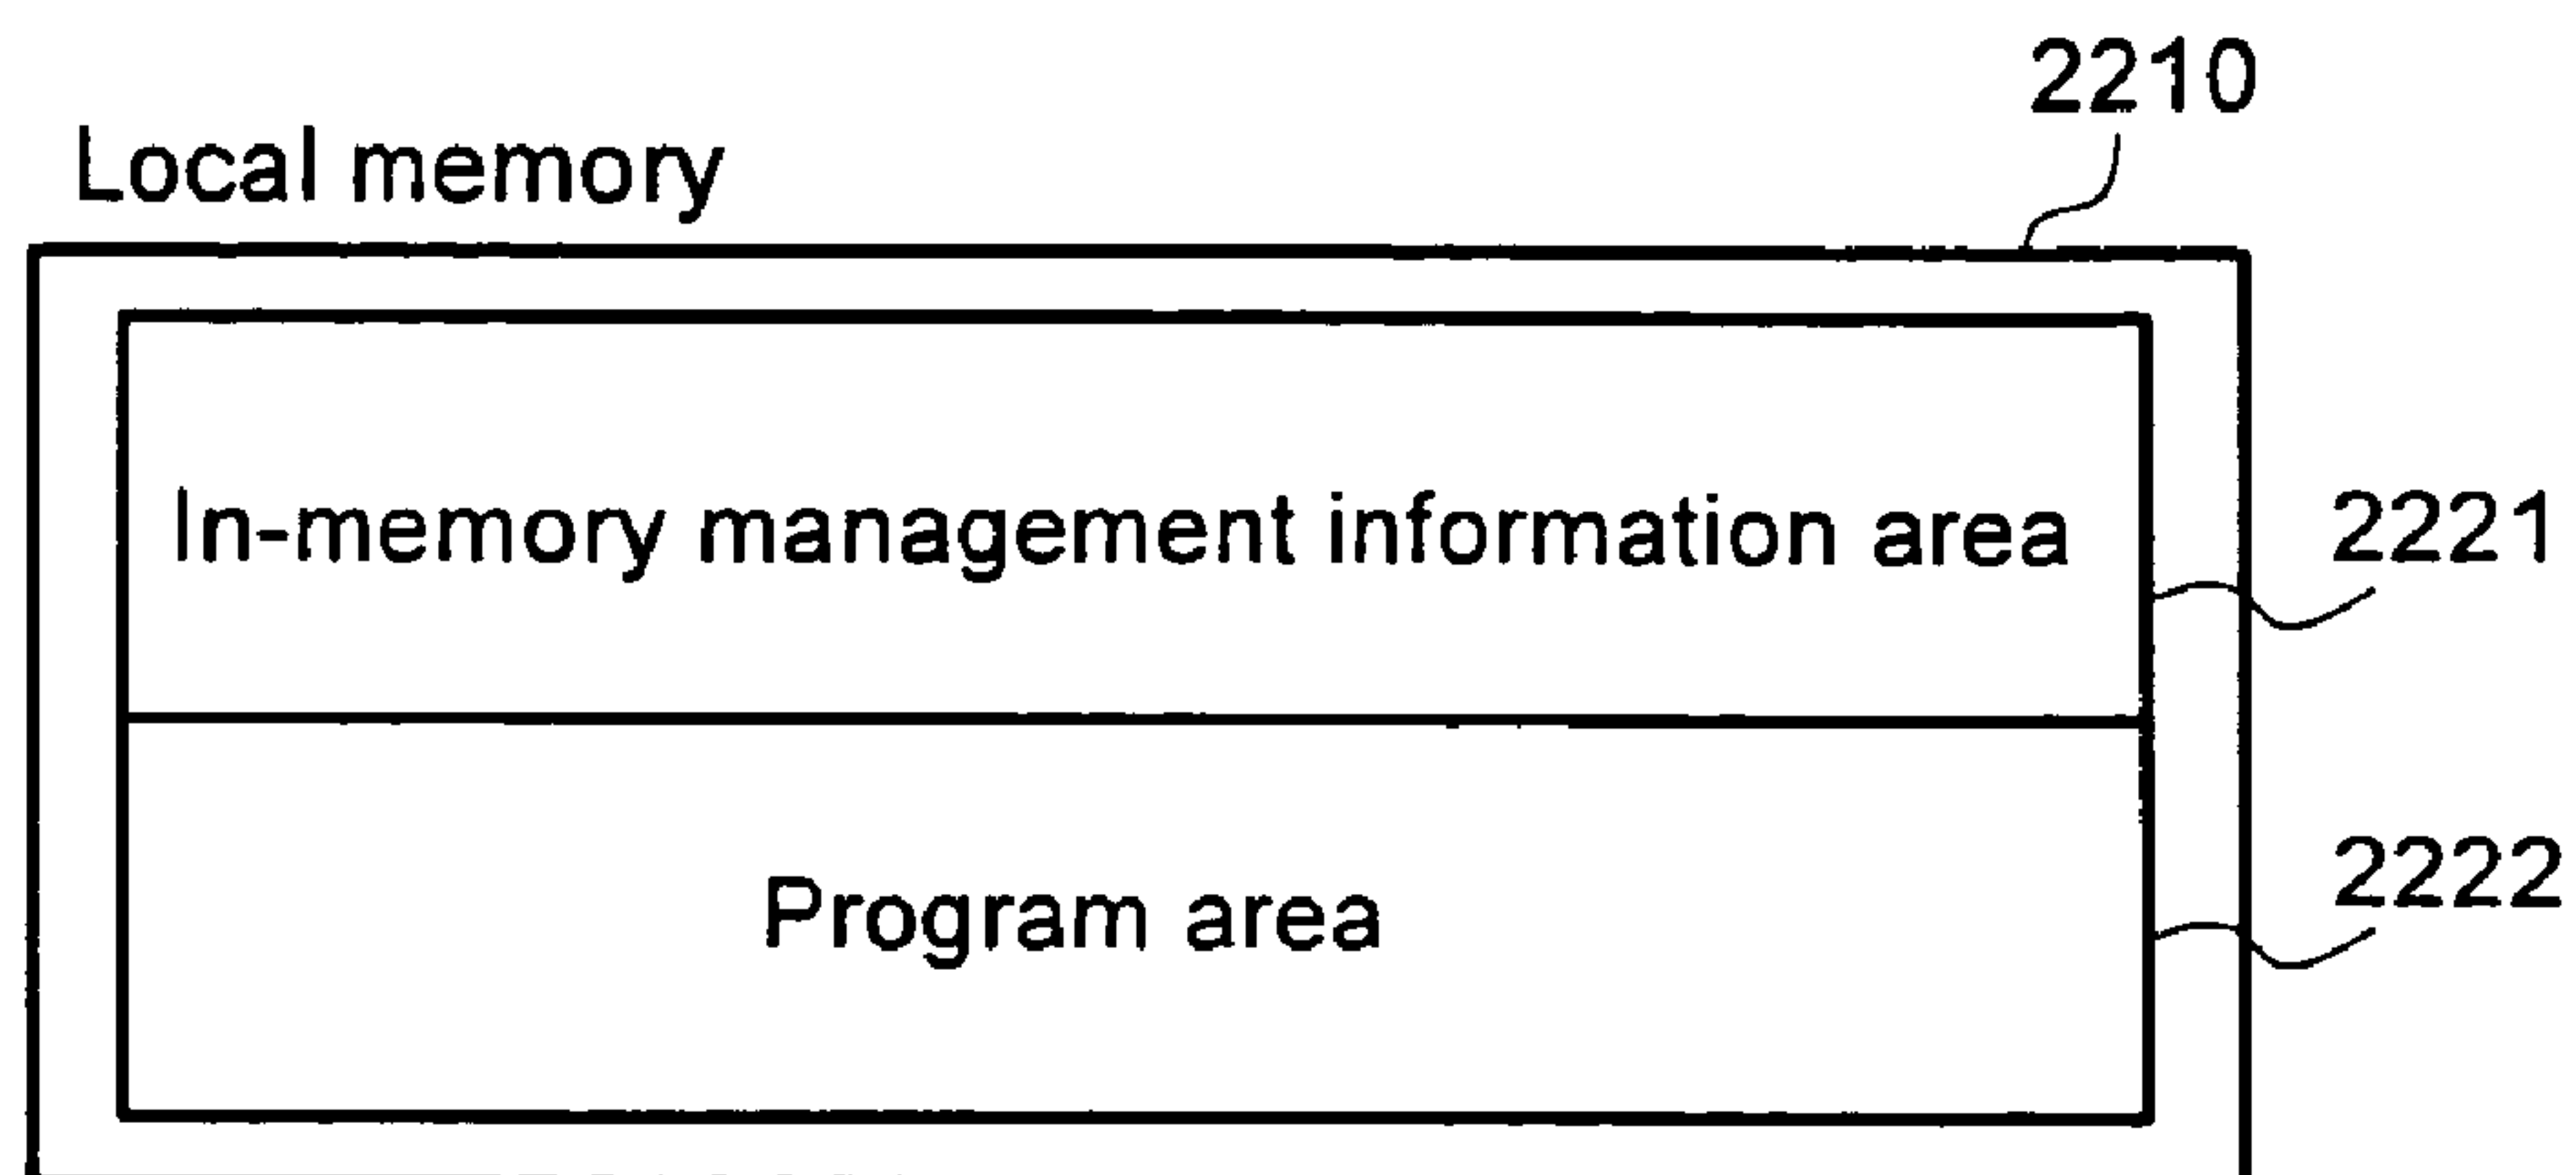 2210
Local memory
In-memory management information area
2221
Program area
2222